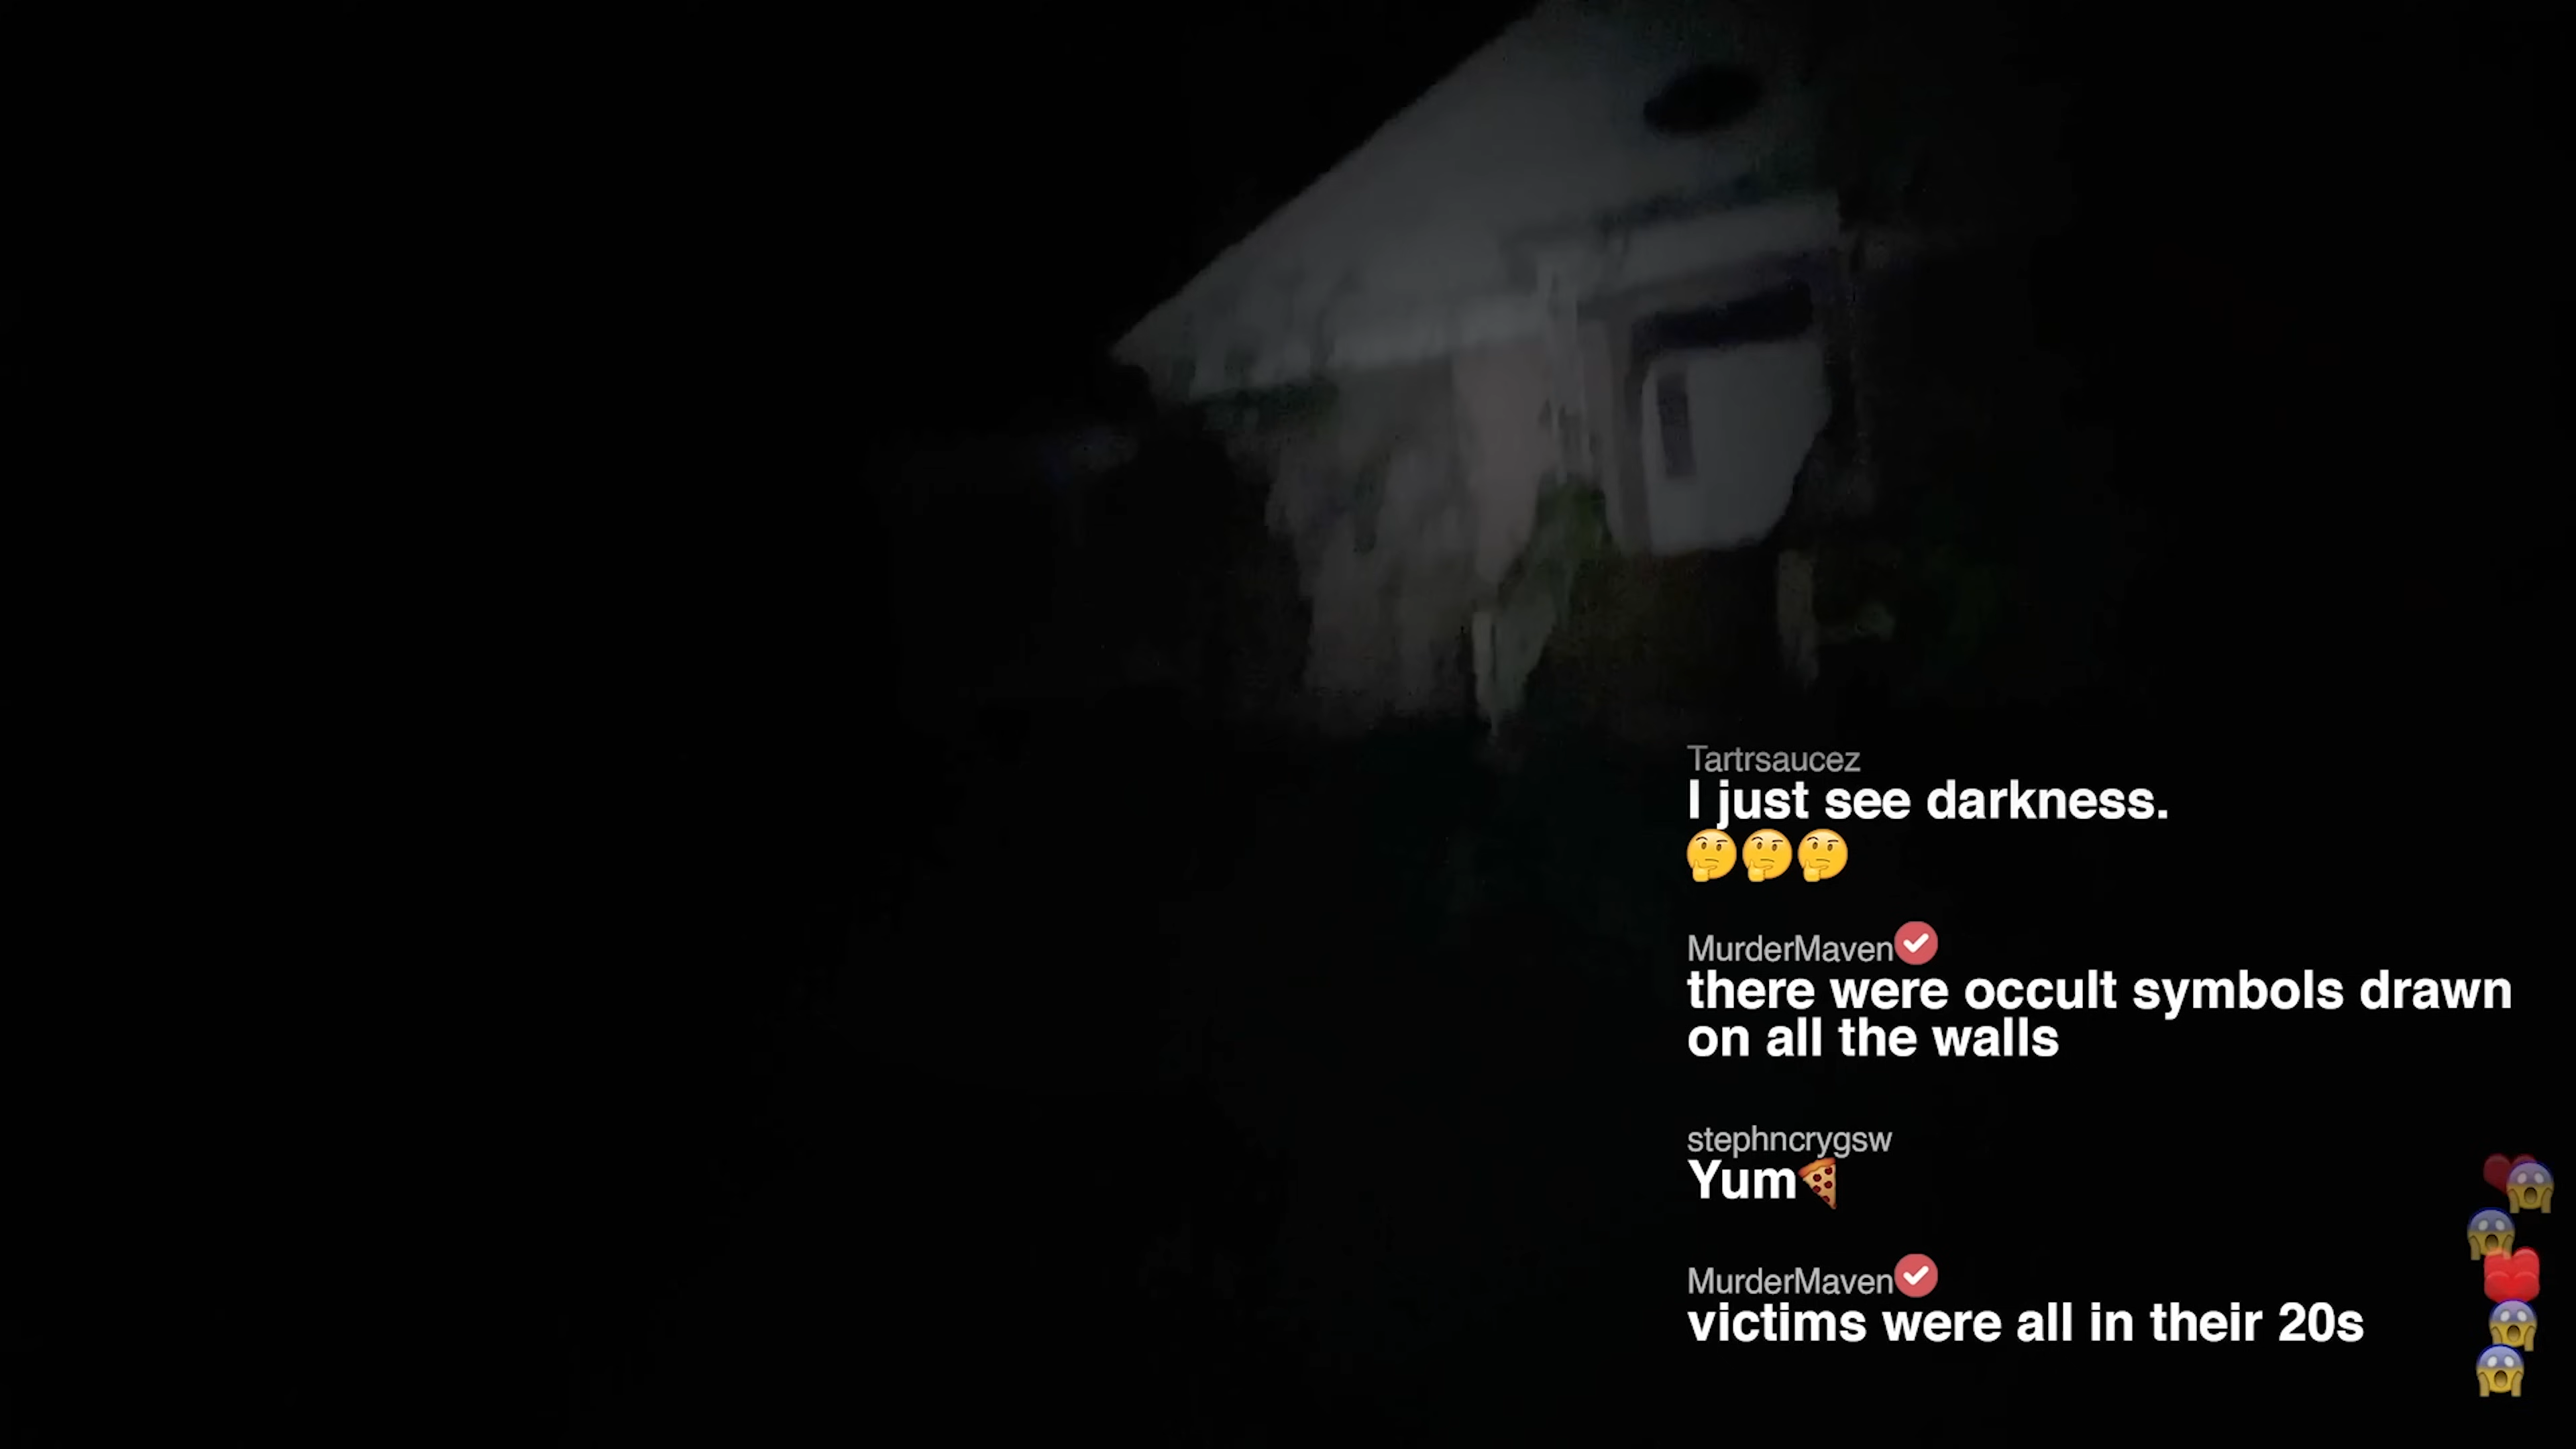 Tartrsaucez
I just see darkness.
🤔🤔🤔
MurderMaven
there were occult symbols drawn
on all the walls
stephncrygsw
Yum🍕
MurderMaven
victims were all in their 20s